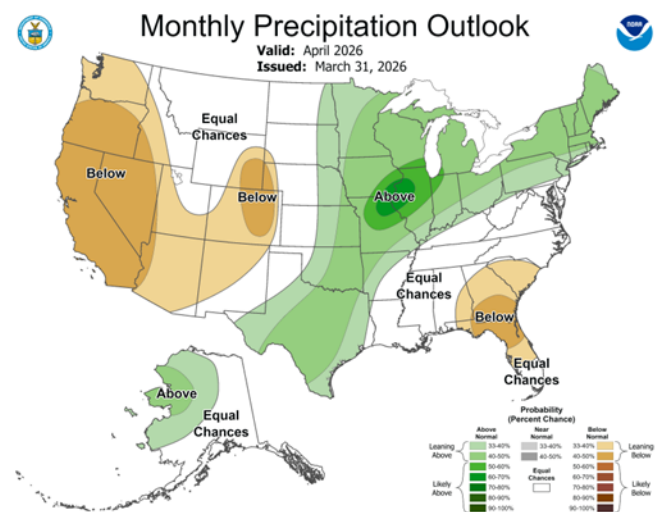 Monthly Precipitation Outlook
Valid: April 2026
Issued: March 31, 2026
NOAA
Equal
Chances
Below
Below
Above
Equal
Chances
Below
Equal
Chances
Above
Equal
Chances
Probability
(Percent Chance)
Above
Normal
Near
Normal
Below
Normal
Leaning
Above
33-40%
40-50%
Likely
Above
50-60%
60-70%
70-80%
80-90%
90-100%
33-40%
40-50%
Equal
Chances
33-40%
40-50%
Leaning
Below
50-60%
60-70%
70-80%
80-90%
90-100%
Likely
Below